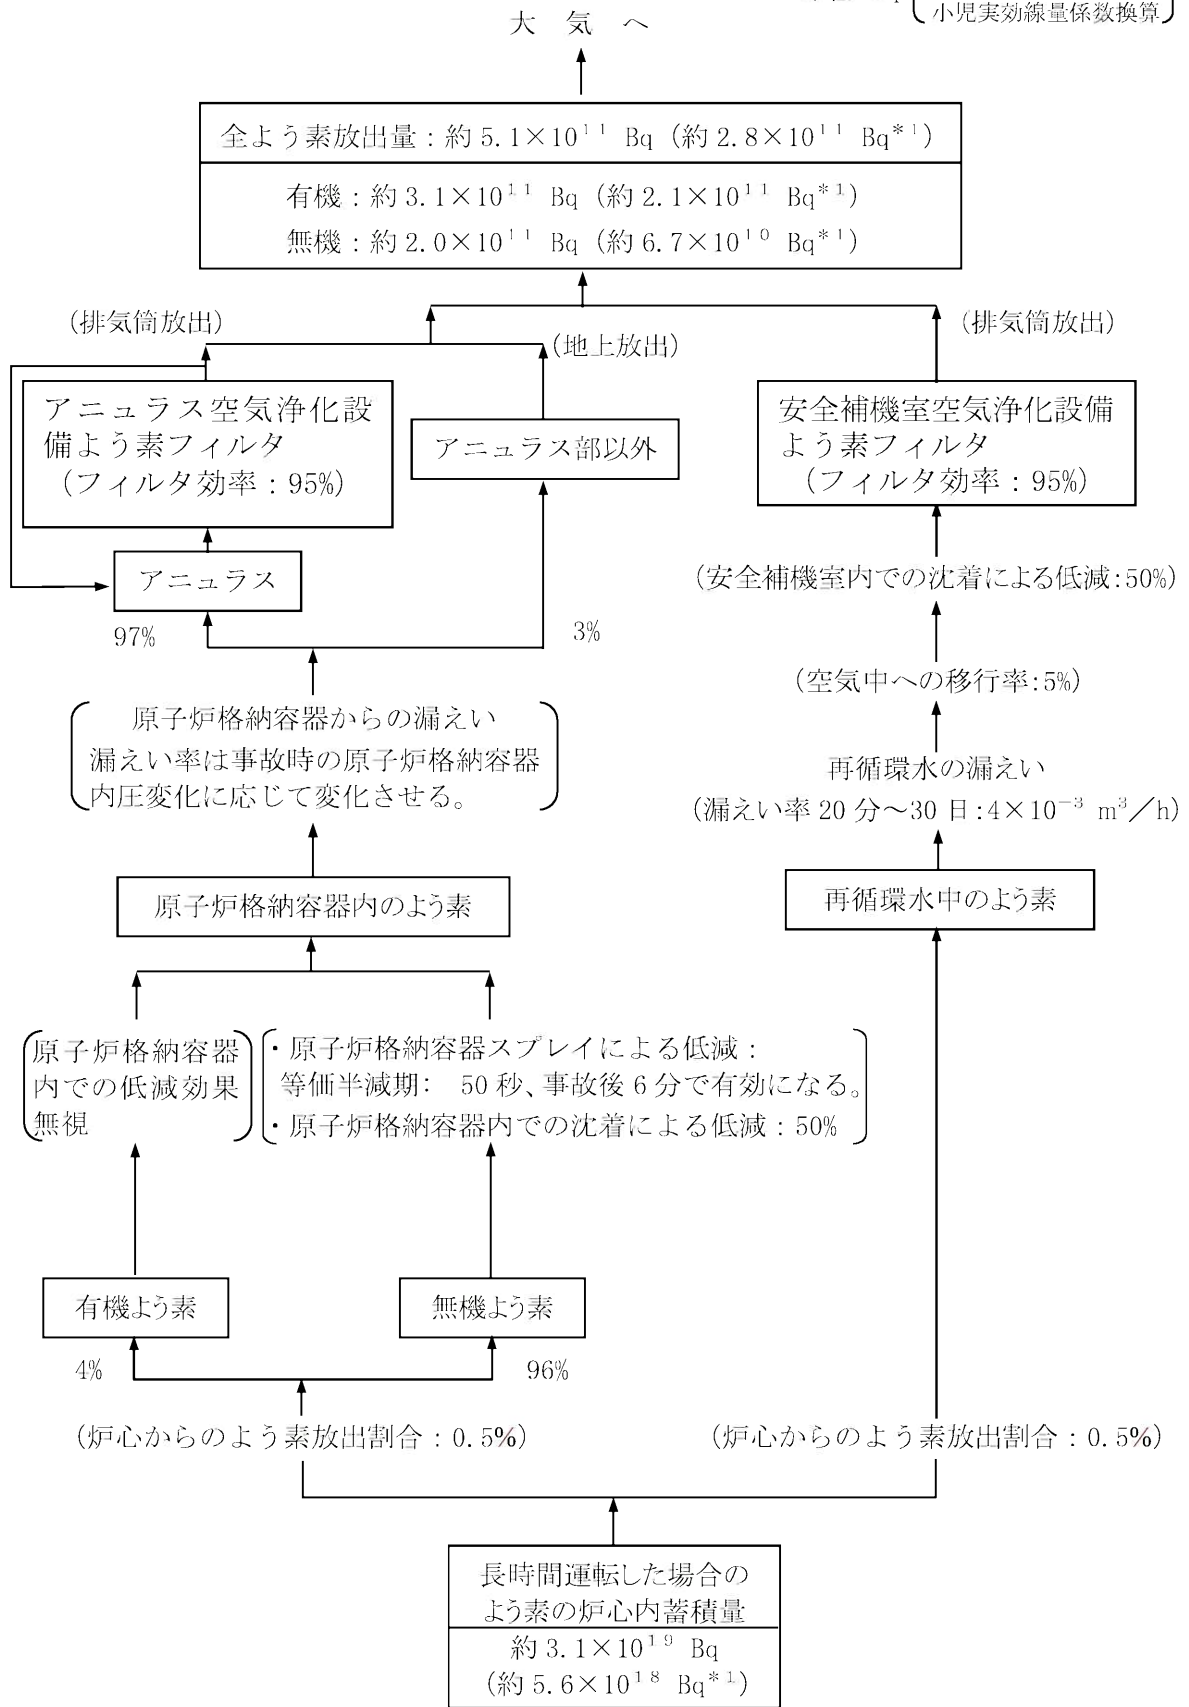 小児実効線量係数換算
大 気 へ
全よう素放出量：約 5.1×10¹¹ Bq (約 2.8×10¹¹ Bq*¹)
有機：約 3.1×10¹¹ Bq (約 2.1×10¹¹ Bq*¹)
無機：約 2.0×10¹¹ Bq (約 6.7×10¹⁰ Bq*¹)
(排気筒放出)
(地上放出)
(排気筒放出)
アニュラス空気浄化設
備よう素フィルタ
(フィルタ効率：95%)
アニュラス部以外
安全補機室空気浄化設備
よう素フィルタ
(フィルタ効率：95%)
アニュラス
97%
3%
(安全補機室内での沈着による低減:50%)
(空気中への移行率:5%)
原子炉格納容器からの漏えい
漏えい率は事故時の原子炉格納容器
内圧変化に応じて変化させる。
再循環水の漏えい
(漏えい率 20 分～30 日:4×10⁻³ m³／h)
原子炉格納容器内のよう素
再循環水中のよう素
原子炉格納容器
内での低減効果
無視
・原子炉格納容器スプレイによる低減：
等価半減期： 50 秒、事故後 6 分で有効になる。
・原子炉格納容器内での沈着による低減：50%
有機よう素
無機よう素
4%
96%
(炉心からのよう素放出割合：0.5%)
(炉心からのよう素放出割合：0.5%)
長時間運転した場合の
よう素の炉心内蓄積量
約 3.1×10¹⁹ Bq
(約 5.6×10¹⁸ Bq*¹)